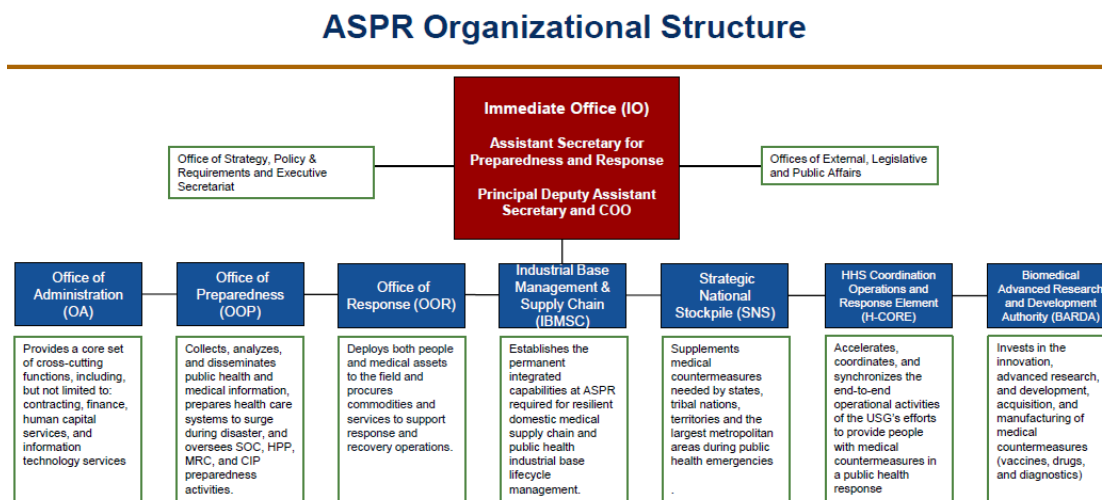 ASPR Organizational Structure
Immediate Office (IO)
Assistant Secretary for
Preparedness and Response
Principal Deputy Assistant
Secretary and COO
Office of Strategy, Policy &
Requirements and Executive
Secretariat
Offices of External, Legislative
and Public Affairs
Office of
Administration
(OA)
Office of
Preparedness
(OOP)
Office of
Response (OOR)
Industrial Base
Management &
Supply Chain
(IBMSC)
Strategic
National
Stockpile (SNS)
HHS Coordination
Operations and
Response Element
(H-CORE)
Biomedical
Advanced Research
and Development
Authority (BARDA)
Provides a core set
of cross-cutting
functions, including,
but not limited to:
contracting, finance,
human capital
services, and
information
technology services
Collects, analyzes,
and disseminates
public health and
medical information,
prepares health care
systems to surge
during disaster, and
oversees SOC, HPP,
MRC, and CIP
preparedness
activities.
Deploys both people
and medical assets
to the field and
procures
commodities and
services to support
response and
recovery operations.
Establishes the
permanent
integrated
capabilities at ASPR
required for resilient
domestic medical
supply chain and
public health
industrial base
lifecycle
management.
Supplements
medical
countermeasures
needed by states,
tribal nations,
territories and the
largest metropolitan
areas during public
health emergencies
.
Accelerates,
coordinates, and
synchronizes the
end-to-end
operational activities
of the USG's efforts
to provide people
with medical
countermeasures in
a public health
response
Invests in the
innovation,
advanced research,
and development,
acquisition, and
manufacturing of
medical
countermeasures
(vaccines, drugs,
and diagnostics)